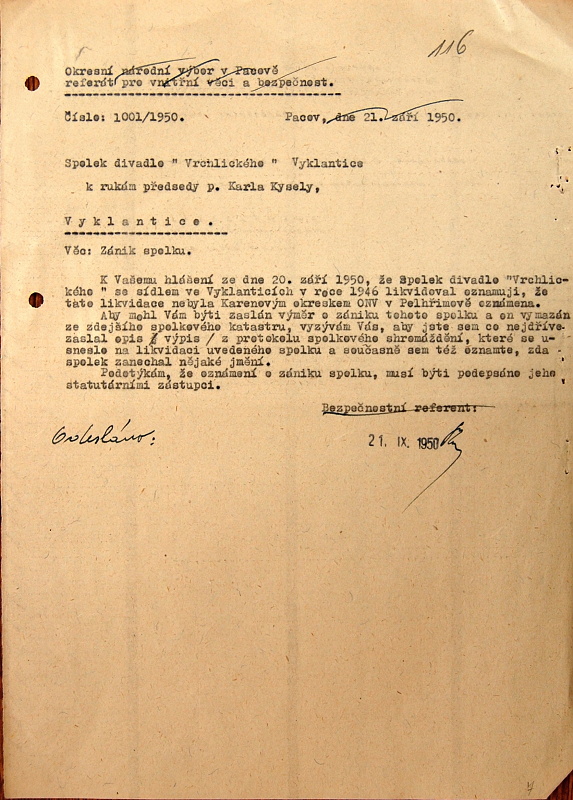 116
Okresní národní výbor v Pacově
referát pro vnitřní věci a bezpečnost.
Číslo: 1001/1950. Pacov, dne 21. září 1950.
Spolek divadlo " Vrchlického " Vyklantice
k rukám předsedy p. Karla Kysely,
Vyklantice.
Věc: Zánik spolku.
K Vašemu hlášení ze dne 20. září 1950, že Spolek divadlo "Vrchlic-
kého " se sídlem ve Vyklanticích v roce 1946 likvidoval oznamuji, že
tato likvidace nebyla Karenovým okreskem ONV v Pelhřimově oznámena.
Aby mohl Vám býti zaslán výměr o zániku tohoto spolku a on vymazán
ze zdejšího spolkového katastru, vyzývám Vás, aby jste sem co nejdříve
zaslal opis / výpis / z protokolu spolkového shromáždění, které se u-
sneslo na likvidaci uvedeného spolku a současně sem též oznamte, zda
spolek zanechal nějaké jmění.
Podotýkám, že oznámení o zániku spolku, musí býti podepsáno jeho
statutárními zástupci.
Bezpečnostní referent:
Odesláno:
21. IX. 1950
7